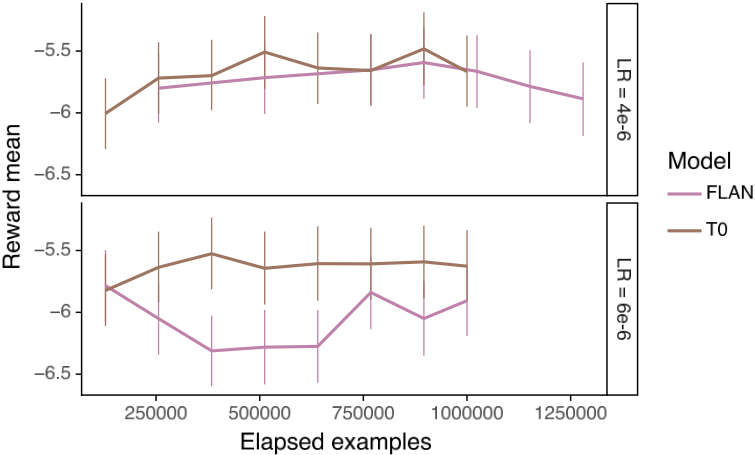 Reward mean
−5.5
−6
−6.5
LR = 4e-6
−5.5
−6
−6.5
LR = 6e-6
250000 500000 750000 1000000 1250000
Elapsed examples
Model
FLAN
T0